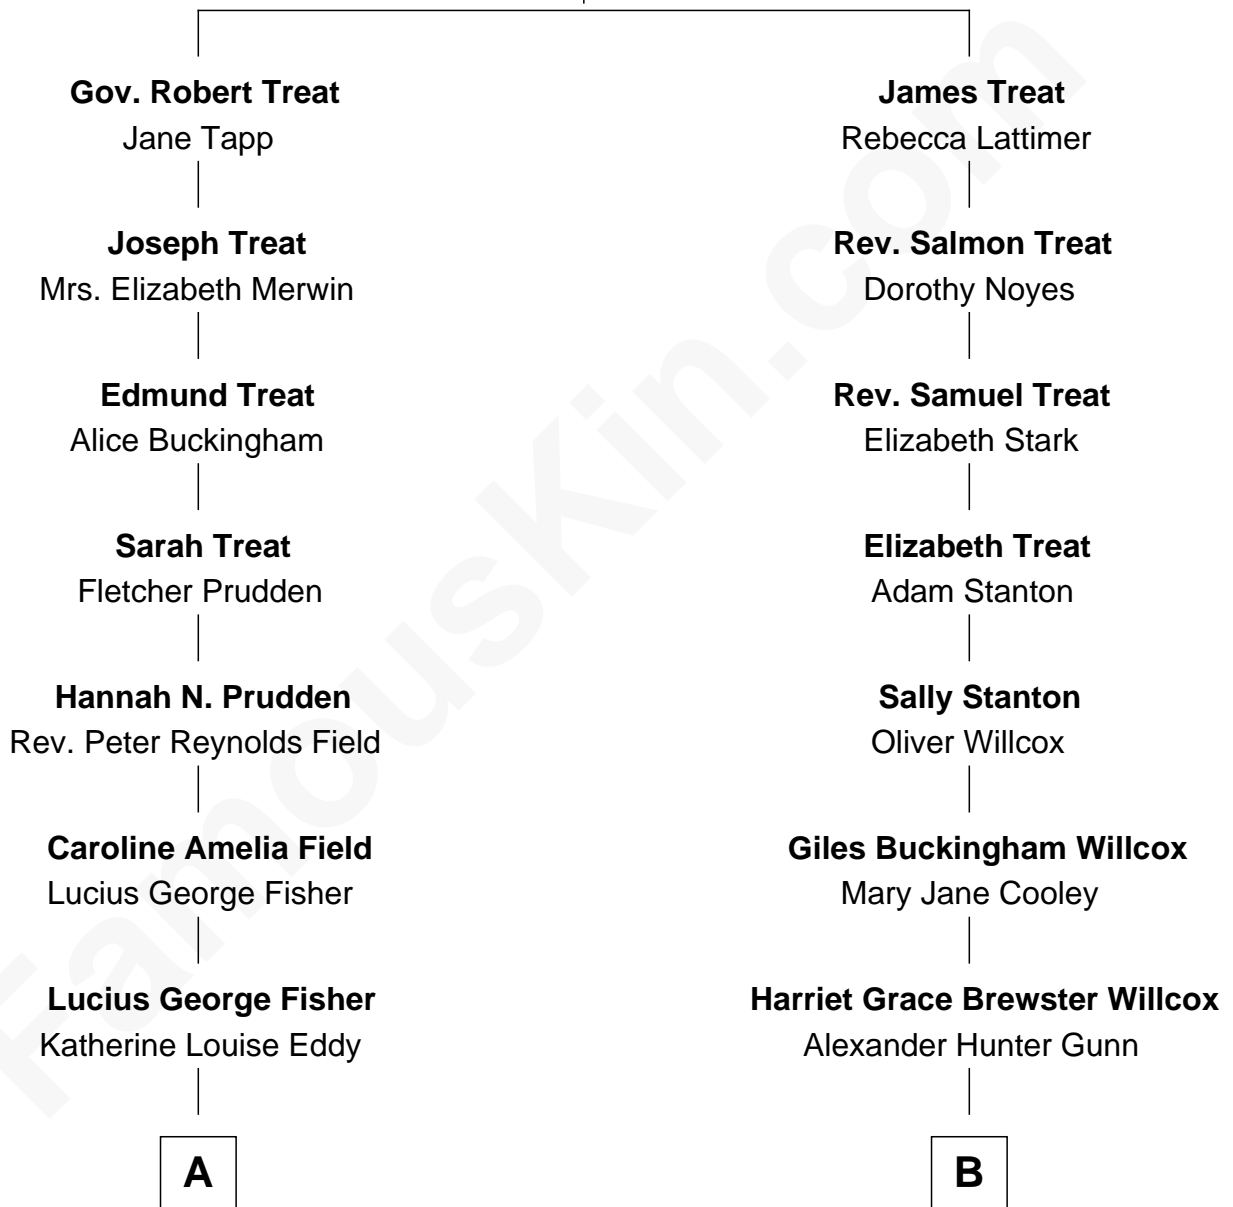 Gov. Robert Treat
Jane Tapp
Joseph Treat
Mrs. Elizabeth Merwin
Edmund Treat
Alice Buckingham
Sarah Treat
Fletcher Prudden
Hannah N. Prudden
Rev. Peter Reynolds Field
Caroline Amelia Field
Lucius George Fisher
Lucius George Fisher
Katherine Louise Eddy
A
James Treat
Rebecca Lattimer
Rev. Salmon Treat
Dorothy Noyes
Rev. Samuel Treat
Elizabeth Stark
Elizabeth Treat
Adam Stanton
Sally Stanton
Oliver Willcox
Giles Buckingham Willcox
Mary Jane Cooley
Harriet Grace Brewster Willcox
Alexander Hunter Gunn
B
FamousKin.com